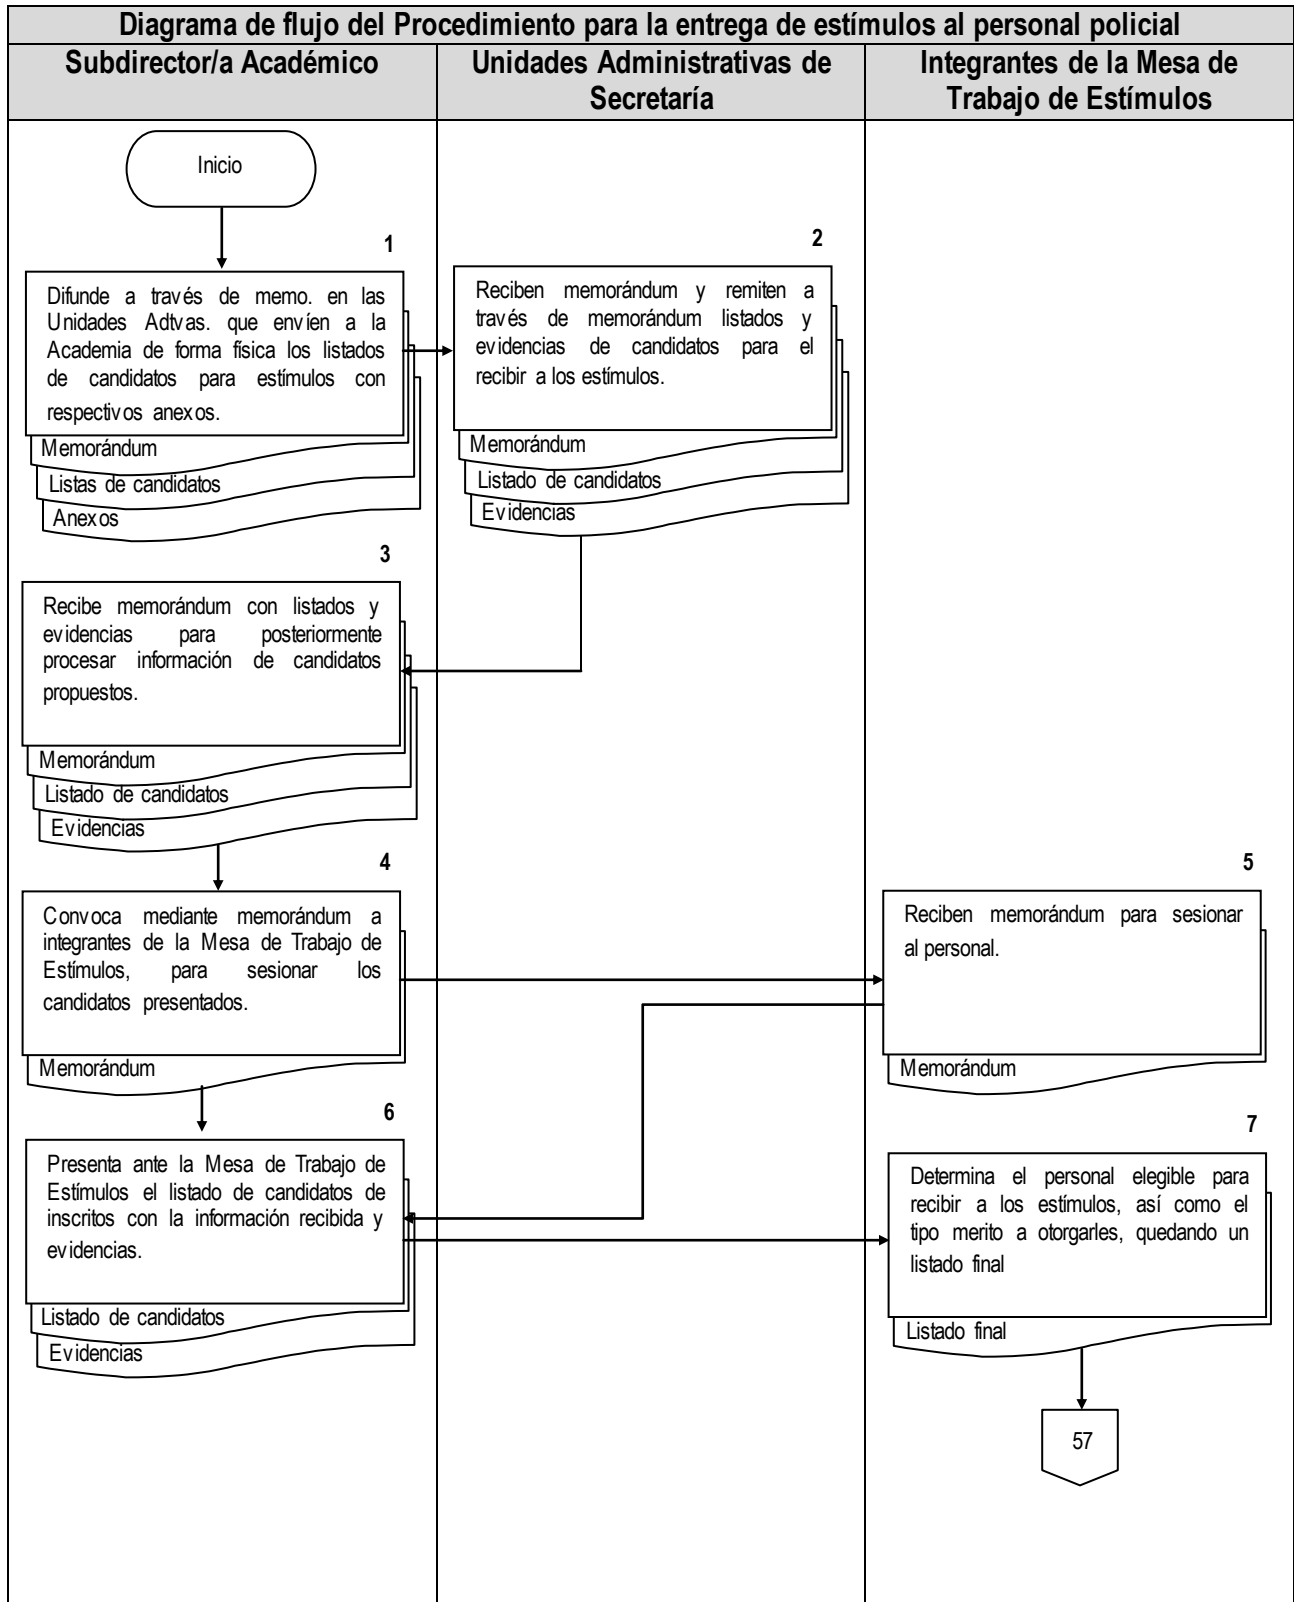 Diagrama de flujo del Procedimiento para la entrega de estímulos al personal policial
Subdirector/a Académico
Unidades Administrativas de
Secretaría
Integrantes de la Mesa de
Trabajo de Estímulos
Inicio
1
Difunde a través de memo. en las
Unidades Adtvas. que envíen a la
Academia de forma física los listados
de candidatos para estímulos con
respectivos anexos.
Memorándum
Listas de candidatos
Anexos
2
Reciben memorándum y remiten a
través de memorándum listados y
evidencias de candidatos para el
recibir a los estímulos.
Memorándum
Listado de candidatos
Evidencias
3
Recibe memorándum con listados y
evidencias para posteriormente
procesar información de candidatos
propuestos.
Memorándum
Listado de candidatos
Evidencias
4
Convoca mediante memorándum a
integrantes de la Mesa de Trabajo de
Estímulos, para sesionar los
candidatos presentados.
Memorándum
5
Reciben memorándum para sesionar
al personal.
Memorándum
6
Presenta ante la Mesa de Trabajo de
Estímulos el listado de candidatos de
inscritos con la información recibida y
evidencias.
Listado de candidatos
Evidencias
7
Determina el personal elegible para
recibir a los estímulos, así como el
tipo merito a otorgarles, quedando un
listado final
Listado final
57